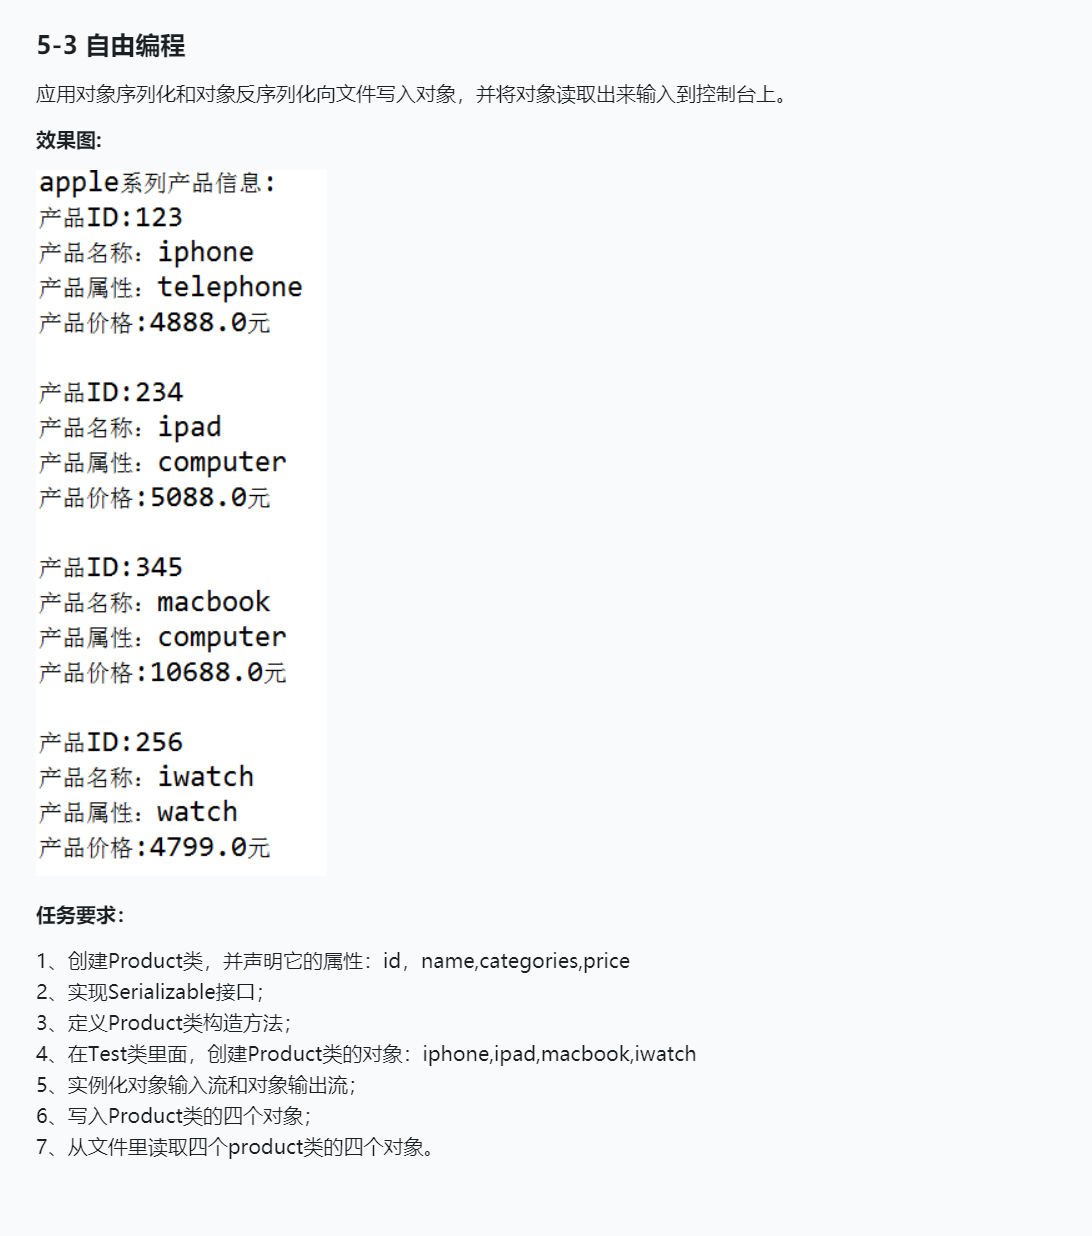 5-3 自由编程
应用对象序列化和对象反序列化向文件写入对象，并将对象读取出来输入到控制台上。
效果图：
apple系列产品信息:
产品ID:123
产品名称：iphone
产品属性：telephone
产品价格:4888.0元
产品ID:234
产品名称：ipad
产品属性：computer
产品价格:5088.0元
产品ID:345
产品名称：macbook
产品属性：computer
产品价格:10688.0元
产品ID:256
产品名称：iwatch
产品属性：watch
产品价格:4799.0元
任务要求：
1、创建Product类，并声明它的属性：id，name,categories,price
2、实现Serializable接口；
3、定义Product类构造方法；
4、在Test类里面，创建Product类的对象：iphone,ipad,macbook,iwatch
5、实例化对象输入流和对象输出流；
6、写入Product类的四个对象；
7、从文件里读取四个product类的四个对象。